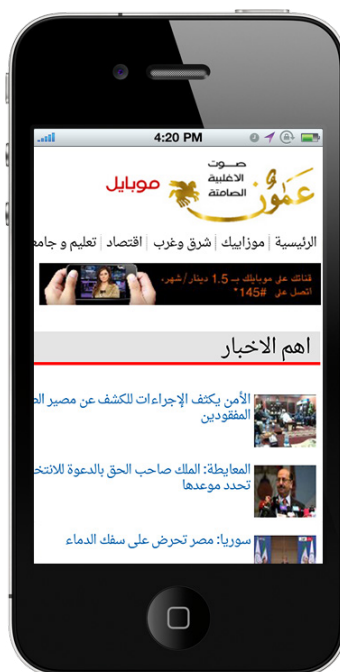 4:20 PM
صوت
الاغلبية
الصامتة
عمون
موبايل
الرئيسية | موزاييك | شرق وغرب | اقتصاد | تعليم و جامع
قناتك على موبايلك بـ 1.5 دينار/شهر،
اتصل على #145*
اهم الاخبار
الأمن يكثف الإجراءات للكشف عن مصير
المفقودين
المعايطة: الملك صاحب الحق بالدعوة للانتخ
تحدد موعدها
سوريا: مصر تحرض على سفك الدماء